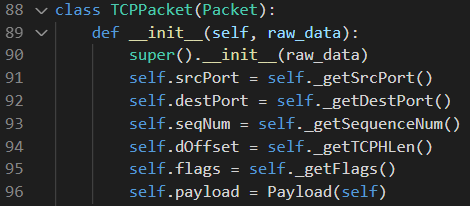 88 class TCPPacket(Packet):
89 def __init__(self, raw_data):
90 super().__init__(raw_data)
91 self.srcPort = self._getSrcPort()
92 self.destPort = self._getDestPort()
93 self.seqNum = self._getSequenceNum()
94 self.dOffset = self._getTCPHLen()
95 self.flags = self._getFlags()
96 self.payload = Payload(self)